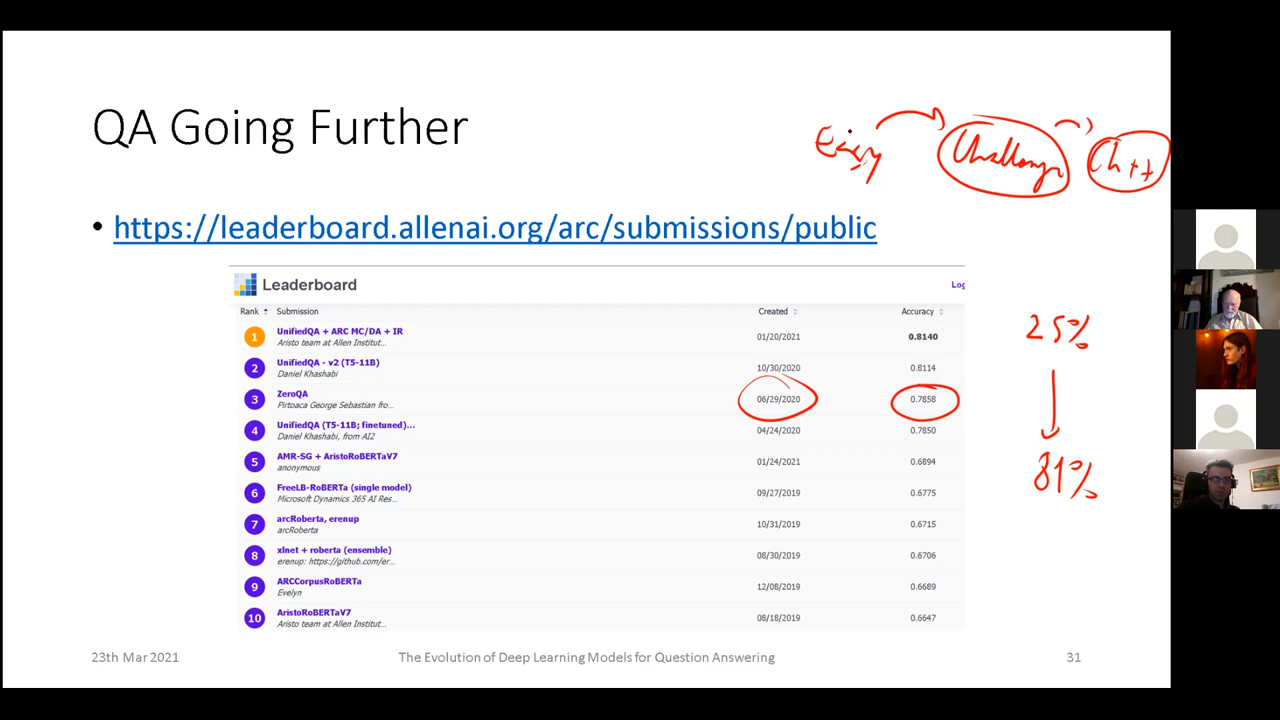 QA Going Further
Easy Challenge Ch++
• https://leaderboard.allenai.org/arc/submissions/public
Leaderboard Log
Rank Submission Created Accuracy
1 UnifiedQA + ARC MC/DA + IR 01/20/2021 0.8140
Aristo team at Allen Institut...
2 UnifiedQA - v2 (T5-11B) 10/30/2020 0.8114
Daniel Khashabi
3 ZeroQA 06/29/2020 0.7858
Pirtoaca George Sebastian fro...
4 UnifiedQA (T5-11B; finetuned)... 04/24/2020 0.7850
Daniel Khashabi, from AI2
5 AMR-SG + AristoRoBERTaV7 01/24/2021 0.6894
anonymous
6 FreeLB-RoBERTa (single model) 09/27/2019 0.6775
Microsoft Dynamics 365 AI Res...
7 arcRoberta, erenup 10/31/2019 0.6715
arcRoberta
8 xlnet + roberta (ensemble) 08/30/2019 0.6706
erenup: https://github.com/er...
9 ARCCorpusRoBERTa 12/08/2019 0.6689
Evelyn
10 AristoRoBERTaV7 08/18/2019 0.6647
Aristo team at Allen Institut...
25%
81%
23th Mar 2021 The Evolution of Deep Learning Models for Question Answering 31